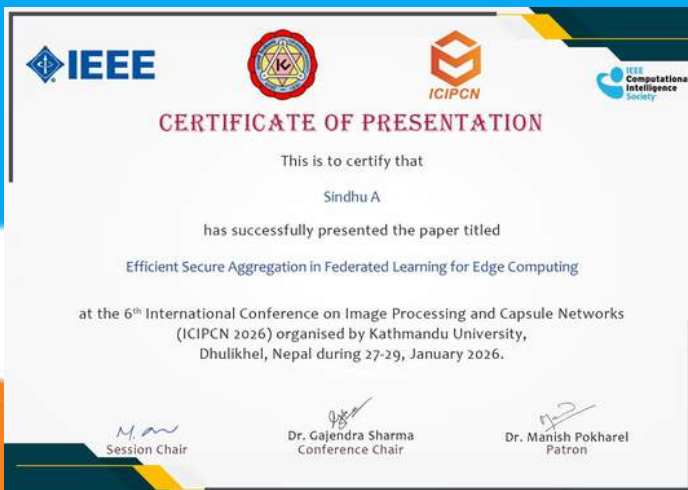 IEEE
ICIPCN
IEEE
Computational
Intelligence
Society
CERTIFICATE OF PRESENTATION
This is to certify that
Sindhu A
has successfully presented the paper titled
Efficient Secure Aggregation in Federated Learning for Edge Computing
at the 6th International Conference on Image Processing and Capsule Networks
(ICIPCN 2026) organised by Kathmandu University,
Dhulikhel, Nepal during 27-29, January 2026.
Session Chair
Dr. Gajendra Sharma
Conference Chair
Dr. Manish Pokharel
Patron